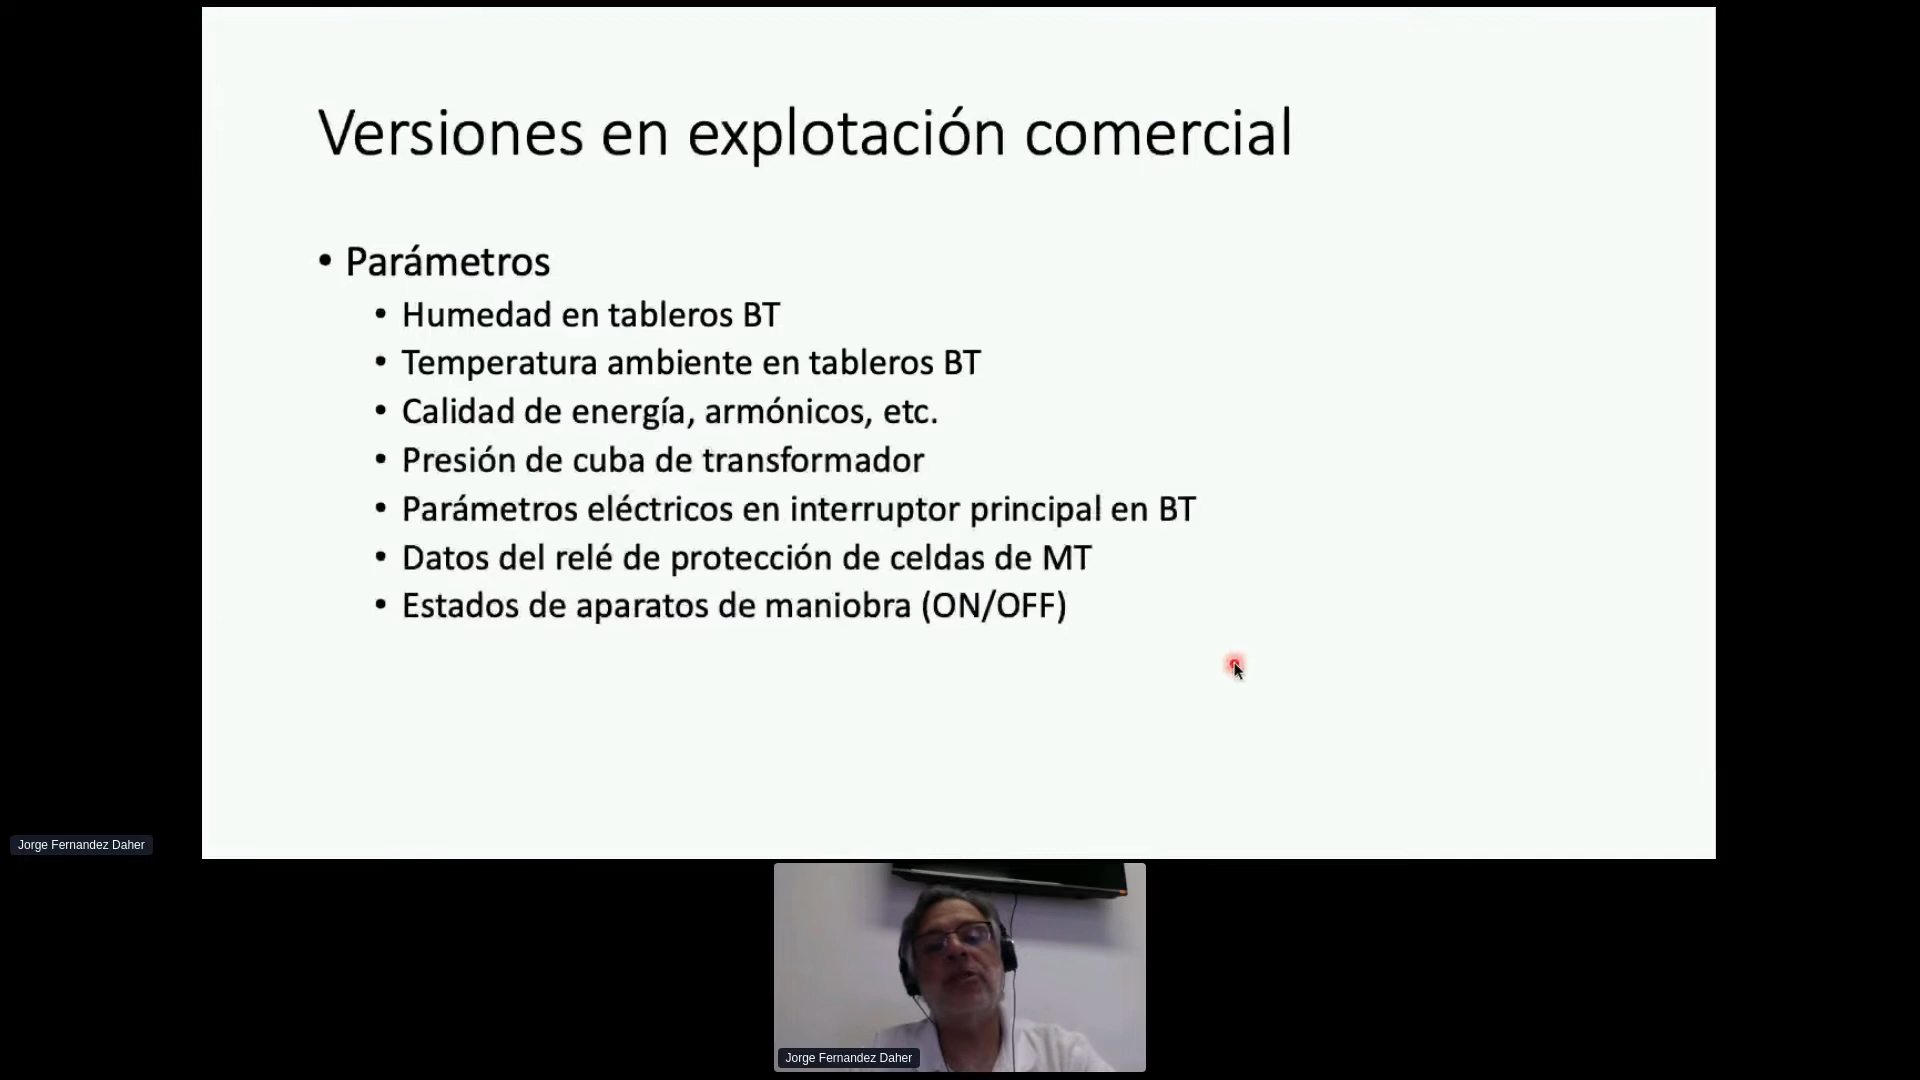 Versiones en explotación comercial
• Parámetros
• Humedad en tableros BT
• Temperatura ambiente en tableros BT
• Calidad de energía, armónicos, etc.
• Presión de cuba de transformador
• Parámetros eléctricos en interruptor principal en BT
• Datos del relé de protección de celdas de MT
• Estados de aparatos de maniobra (ON/OFF)
Jorge Fernandez Daher
Jorge Fernandez Daher